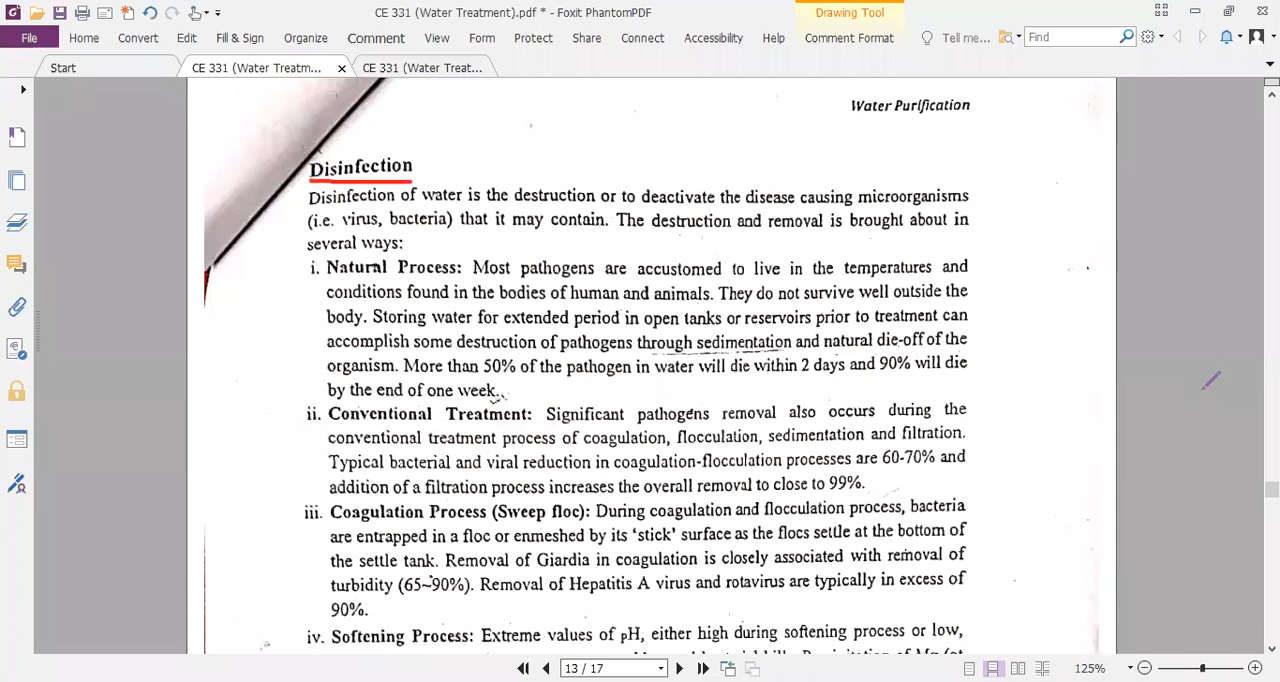 CE 331 (Water Treatment).pdf * - Foxit PhantomPDF
Drawing Tool
File Home Convert Edit Fill & Sign Organize Comment View Form Protect Share Connect Accessibility Help Comment Format Tell me... Find
Start CE 331 (Water Treatm... CE 331 (Water Treat...
Water Purification
Disinfection
Disinfection of water is the destruction or to deactivate the disease causing microorganisms
(i.e. virus, bacteria) that it may contain. The destruction and removal is brought about in
several ways:
i. Natural Process: Most pathogens are accustomed to live in the temperatures and
conditions found in the bodies of human and animals. They do not survive well outside the
body. Storing water for extended period in open tanks or reservoirs prior to treatment can
accomplish some destruction of pathogens through sedimentation and natural die-off of the
organism. More than 50% of the pathogen in water will die within 2 days and 90% will die
by the end of one week.
ii. Conventional Treatment: Significant pathogens removal also occurs during the
conventional treatment process of coagulation, flocculation, sedimentation and filtration.
Typical bacterial and viral reduction in coagulation-flocculation processes are 60-70% and
addition of a filtration process increases the overall removal to close to 99%.
iii. Coagulation Process (Sweep floc): During coagulation and flocculation process, bacteria
are entrapped in a floc or enmeshed by its 'stick' surface as the flocs settle at the bottom of
the settle tank. Removal of Giardia in coagulation is closely associated with removal of
turbidity (65~90%). Removal of Hepatitis A virus and rotavirus are typically in excess of
90%.
iv. Softening Process: Extreme values of pH, either high during softening process or low,
13 / 17
125%